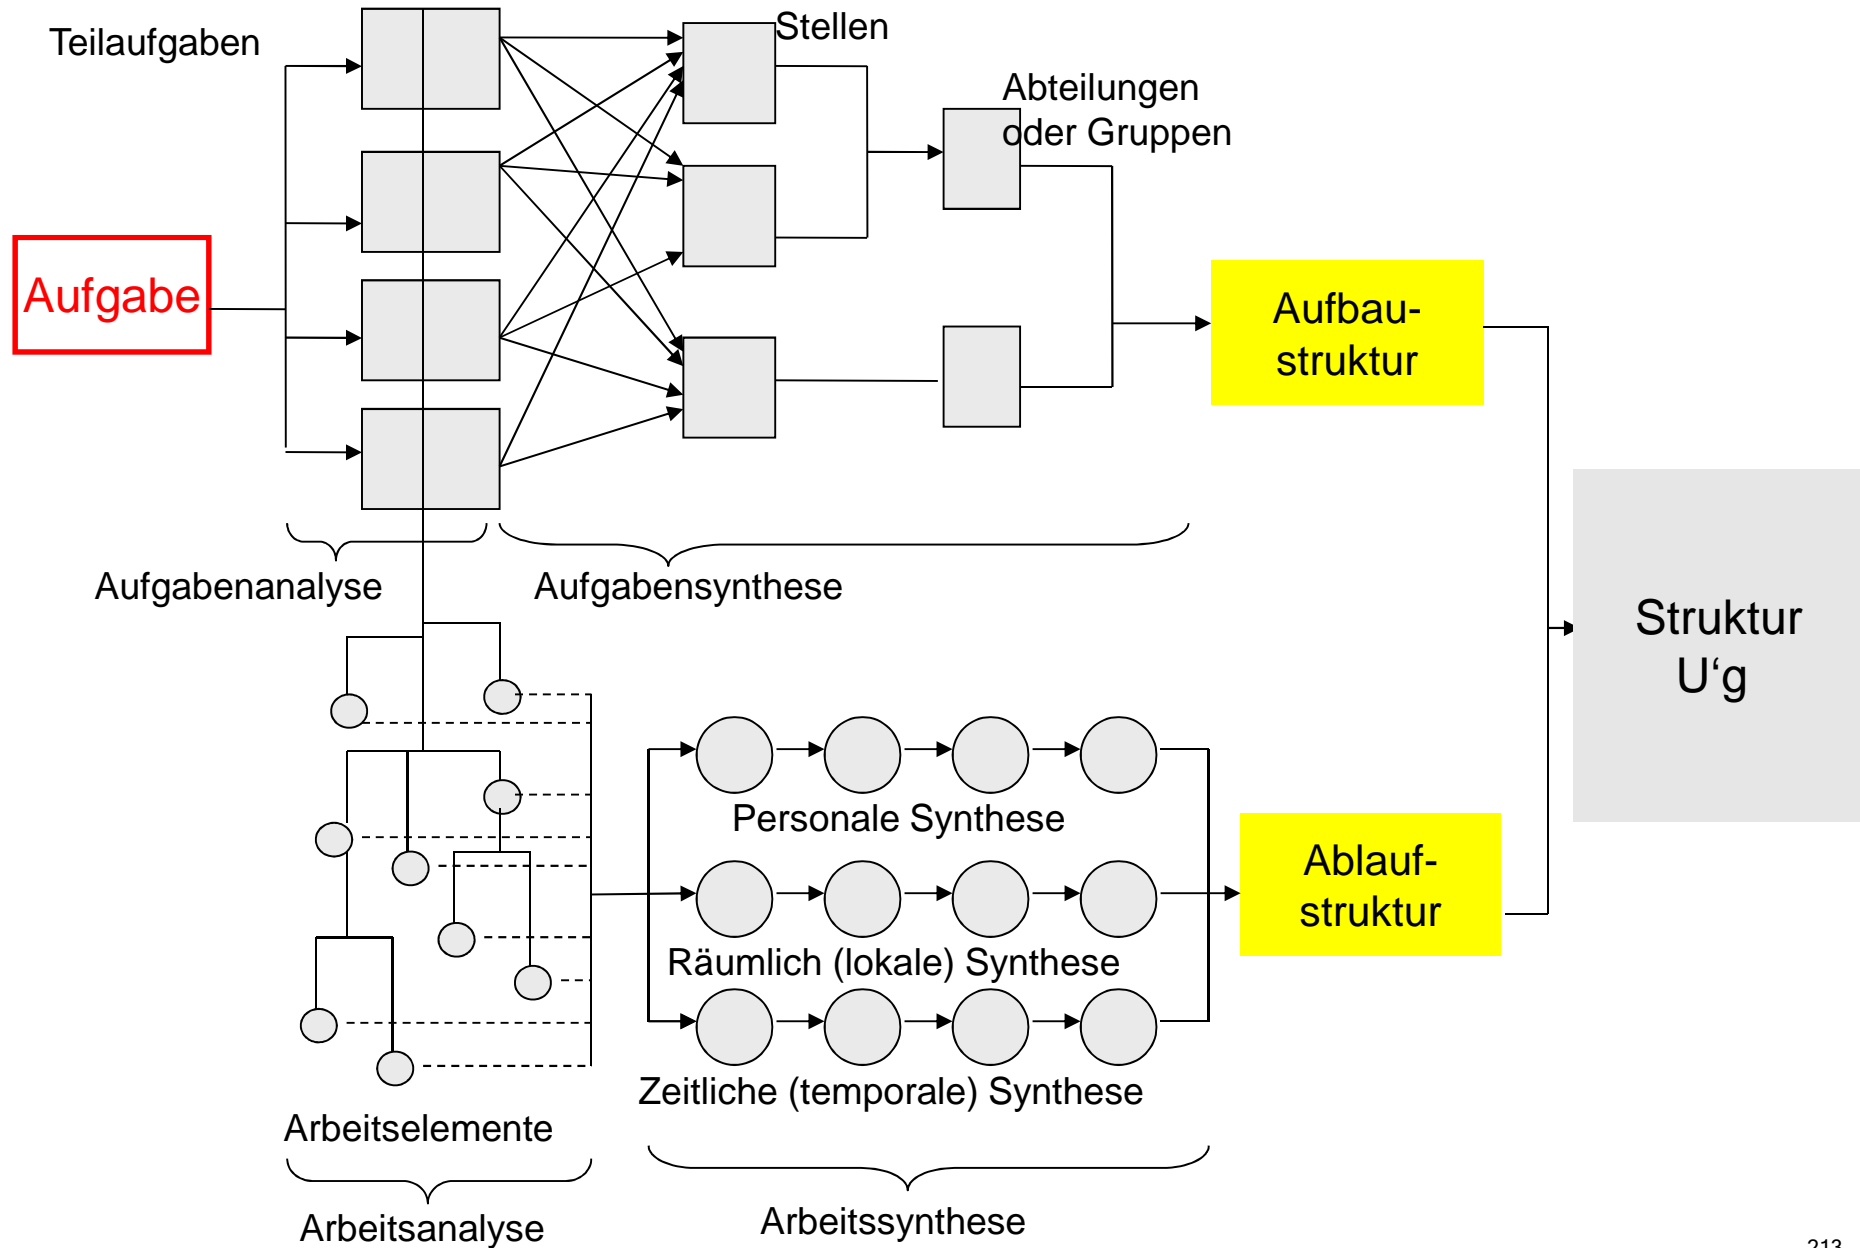 Teilaufgaben
Stellen
Abteilungen
oder Gruppen
Aufgabe
Aufbau-
struktur
Aufgabenanalyse
Aufgabensynthese
Struktur
U‘g
Personale Synthese
Räumlich (lokale) Synthese
Zeitliche (temporale) Synthese
Ablauf-
struktur
Arbeitselemente
Arbeitsanalyse
Arbeitssynthese
213